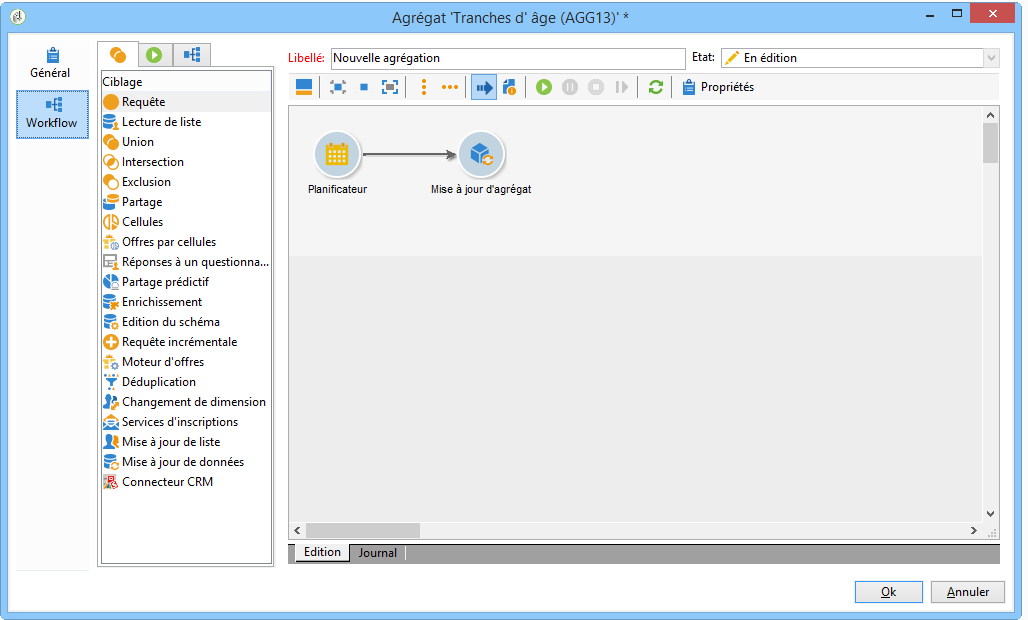 Agrégat 'Tranches d' âge (AGG13)' *
Général
Workflow
Ciblage
Requête
Lecture de liste
Union
Intersection
Exclusion
Partage
Cellules
Offres par cellules
Réponses à un questionna...
Partage prédictif
Enrichissement
Edition du schéma
Requête incrémentale
Moteur d'offres
Déduplication
Changement de dimension
Services d'inscriptions
Mise à jour de liste
Mise à jour de données
Connecteur CRM
Libellé: Nouvelle agrégation Etat: En édition
Propriétés
Planificateur Mise à jour d'agrégat
Edition Journal
Ok Annuler